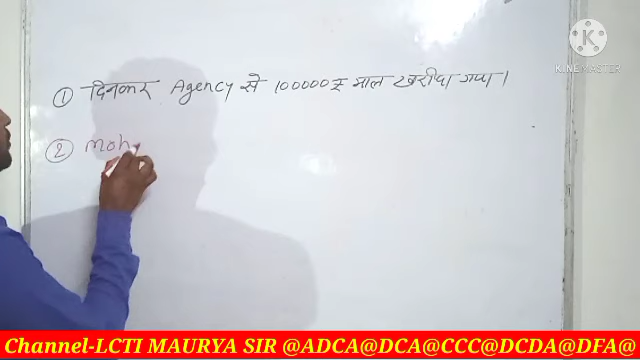 KINEMASTER
① दिनकर Agency से 100000 ₹ माल खरीदा गया।
② Moh
Channel-LCTI MAURYA SIR @ADCA@DCA@CCC@DCDA@DFA@